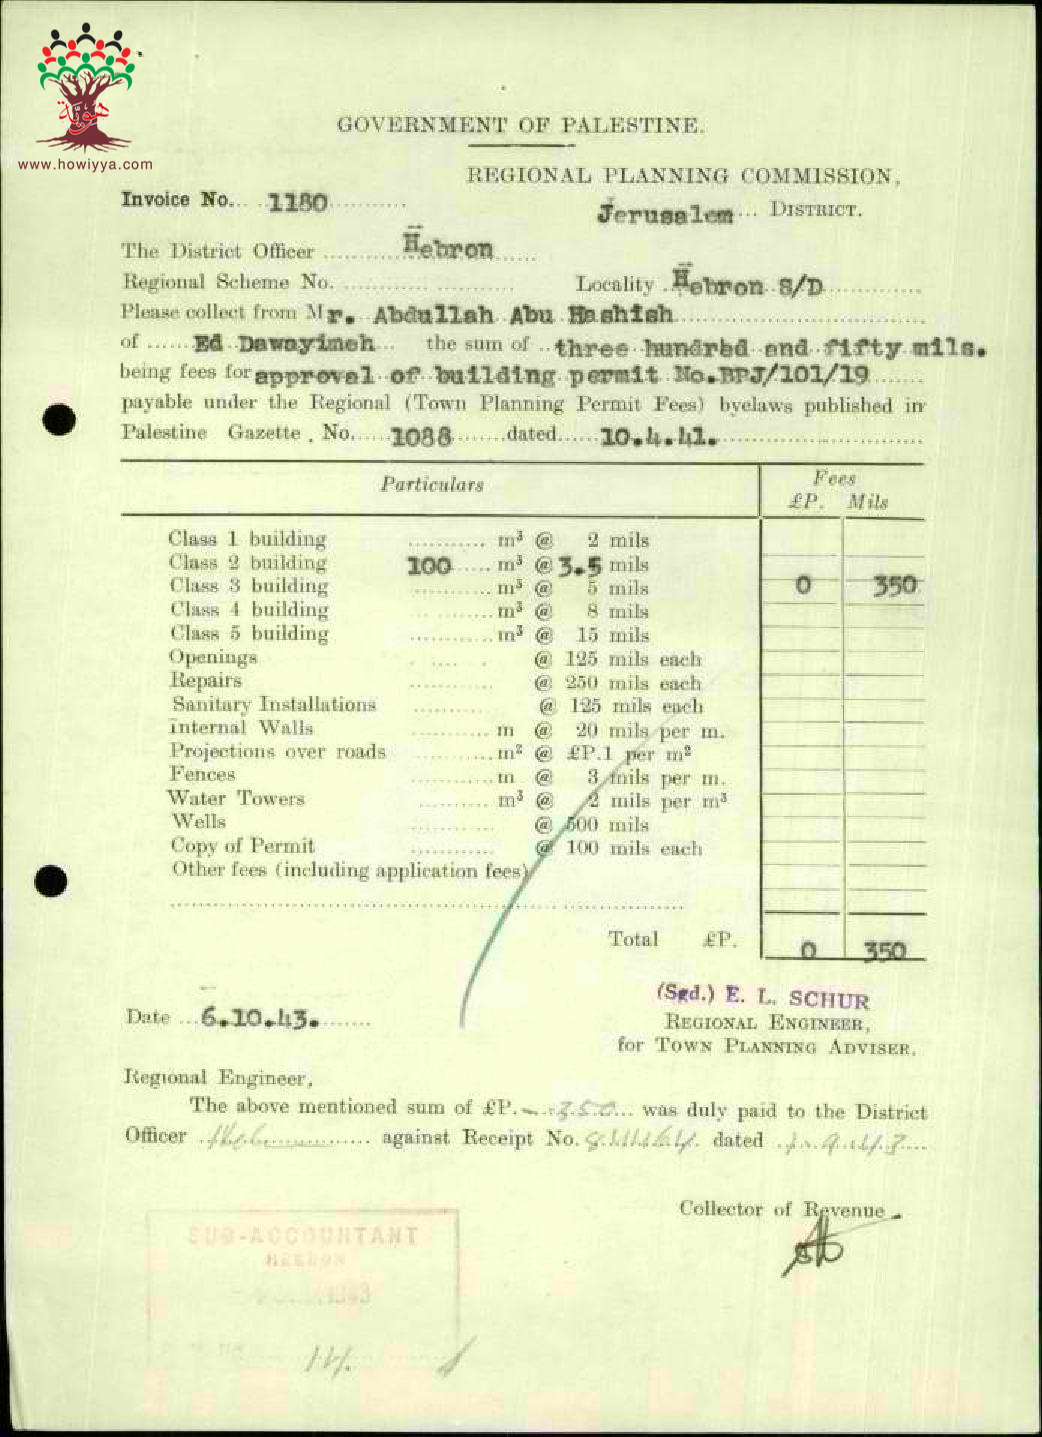 هوية
www.howiyya.com
GOVERNMENT OF PALESTINE.
REGIONAL PLANNING COMMISSION,
Invoice No. 1180
Jerusalem DISTRICT.
The District Officer Hebron
Regional Scheme No. Locality Hebron S/D
Please collect from Mr. Abdullah Abu Hashish
of Ed Dawayimeh the sum of three hundred and fifty mils.
being fees for approval of building permit No.BPJ/101/19
payable under the Regional (Town Planning Permit Fees) byelaws published in
Palestine Gazette. No. 1088 dated 10.4.41.
Particulars Fees
£P. Mils
Class 1 building m³ @ 2 mils
Class 2 building 100 m³ @ 3.5 mils
Class 3 building m³ @ 5 mils 0 350
Class 4 building m³ @ 8 mils
Class 5 building m³ @ 15 mils
Openings @ 125 mils each
Repairs @ 250 mils each
Sanitary Installations @ 125 mils each
Internal Walls m @ 20 mils per m.
Projections over roads m² @ £P.1 per m²
Fences m @ 3 mils per m.
Water Towers m³ @ 2 mils per m³
Wells @ 500 mils
Copy of Permit @ 100 mils each
Other fees (including application fees)
Total £P. 0 350
(Sgd.) E. L. SCHUR
Date 6.10.43.
REGIONAL ENGINEER,
for TOWN PLANNING ADVISER.
Regional Engineer,
The above mentioned sum of £P. -.350 was duly paid to the District
Officer against Receipt No. dated
Collector of Revenue
SUB-ACCOUNTANT
HEBRON
1943
14.